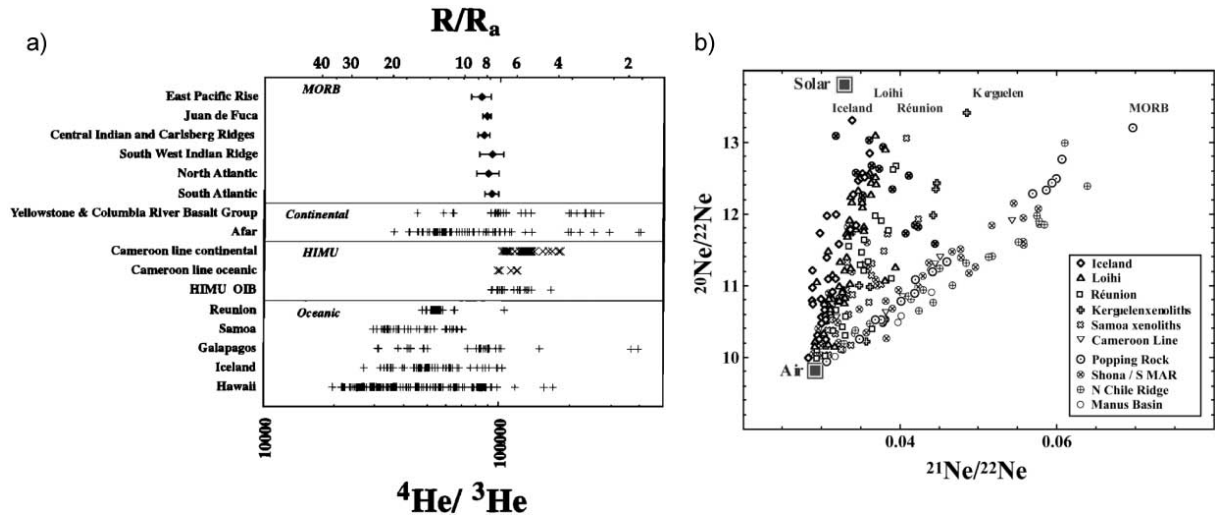 a)
R/Ra
40 30 20 10 8 6 4 2
MORB
East Pacific Rise
Juan de Fuca
Central Indian and Carlsberg Ridges
South West Indian Ridge
North Atlantic
South Atlantic
Continental
Yellowstone & Columbia River Basalt Group
Afar
HIMU
Cameroon line continental
Cameroon line oceanic
HIMU OIB
Oceanic
Reunion
Samoa
Galapagos
Iceland
Hawaii
10000 100000
⁴He/ ³He
b)
Solar
Loihi Kerguelen
Iceland Réunion MORB
13
12
11
10
²⁰Ne/²²Ne
Air
Iceland
Loihi
Réunion
Kerguelenxenoliths
Samoa xenoliths
Cameroon Line
Popping Rock
Shona / S MAR
N Chile Ridge
Manus Basin
0.04 0.06
²¹Ne/²²Ne